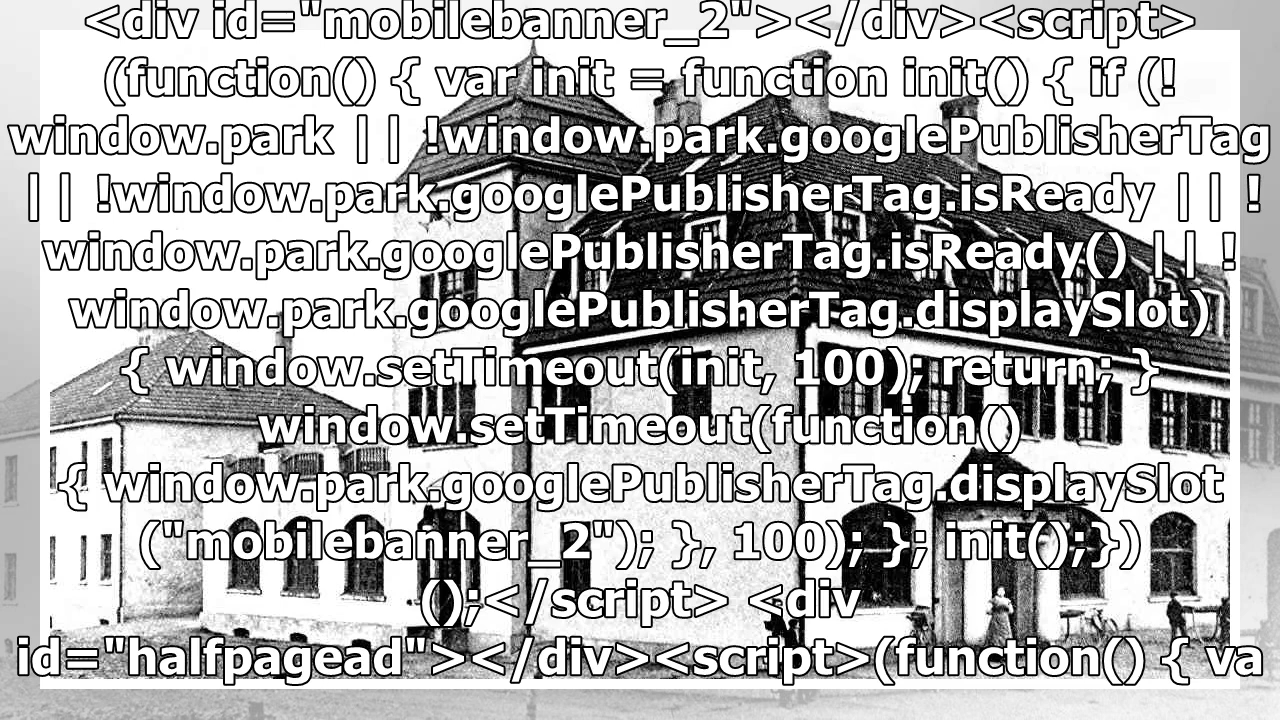 <div id="mobilebanner_2"></div><script>
(function() { var init = function init() { if (!
window.park || !window.park.googlePublisherTag
|| !window.park.googlePublisherTag.isReady || !
window.park.googlePublisherTag.isReady() || !
window.park.googlePublisherTag.displaySlot)
{ window.setTimeout(init, 100); return; }
window.setTimeout(function()
{ window.park.googlePublisherTag.displaySlot
("mobilebanner_2"); }, 100); }; init();})
();</script> <div
id="halfpagead"></div><script>(function() { va